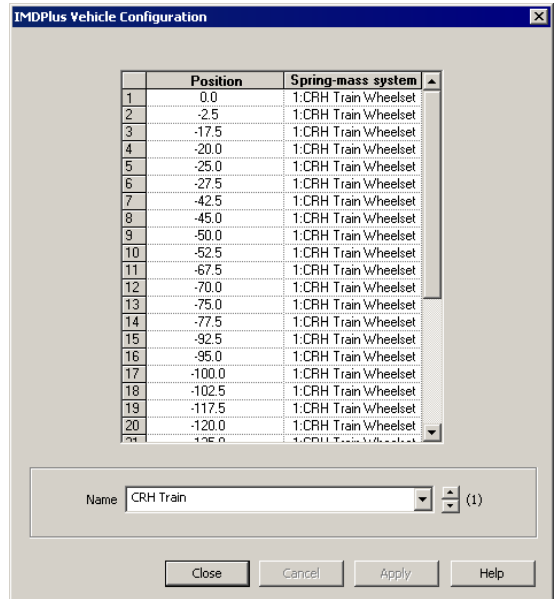 IMDPlus Vehicle Configuration
Position Spring-mass system
1 0.0 1:CRH Train Wheelset
2 -2.5 1:CRH Train Wheelset
3 -17.5 1:CRH Train Wheelset
4 -20.0 1:CRH Train Wheelset
5 -25.0 1:CRH Train Wheelset
6 -27.5 1:CRH Train Wheelset
7 -42.5 1:CRH Train Wheelset
8 -45.0 1:CRH Train Wheelset
9 -50.0 1:CRH Train Wheelset
10 -52.5 1:CRH Train Wheelset
11 -67.5 1:CRH Train Wheelset
12 -70.0 1:CRH Train Wheelset
13 -75.0 1:CRH Train Wheelset
14 -77.5 1:CRH Train Wheelset
15 -92.5 1:CRH Train Wheelset
16 -95.0 1:CRH Train Wheelset
17 -100.0 1:CRH Train Wheelset
18 -102.5 1:CRH Train Wheelset
19 -117.5 1:CRH Train Wheelset
20 -120.0 1:CRH Train Wheelset
21 -125.0 1:CRH Train Wheelset
Name CRH Train (1)
Close Cancel Apply Help